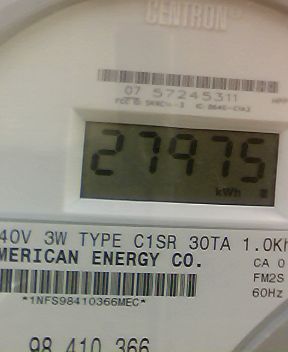 CENTRON®
07 57245311
27975
kWh
40V 3W TYPE C1SR 30TA 1.0Kh
MERICAN ENERGY CO.
CA 0
FM2S
60Hz
*1NFS98410366MEC*
98 410 366